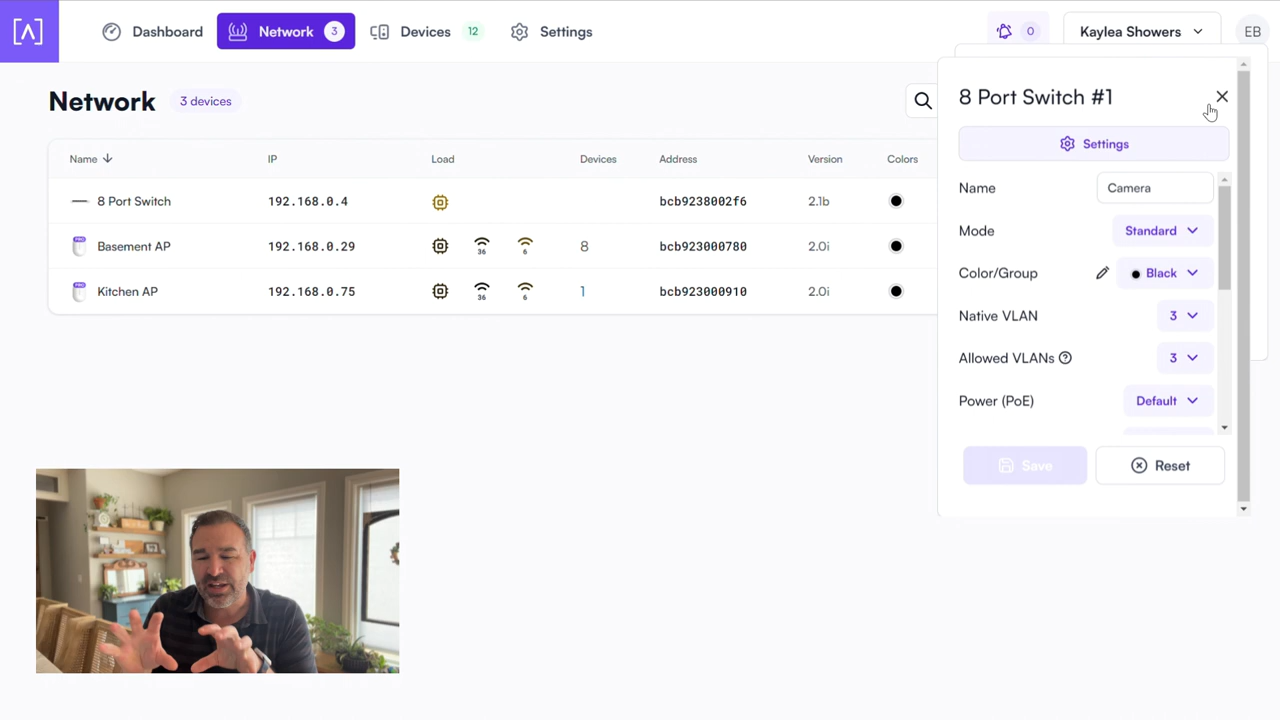 [Λ]
Dashboard
Network 3
Devices 12
Settings
0
Kaylea Showers
EB
Network
3 devices
Name IP Load Devices Address Version Colors
8 Port Switch 192.168.0.4 bcb9238002f6 2.1b
PRO Basement AP 192.168.0.29 36 6 8 bcb923000780 2.0i
PRO Kitchen AP 192.168.0.75 36 6 1 bcb923000910 2.0i
8 Port Switch #1
Settings
Name Camera
Mode Standard
Color/Group Black
Native VLAN 3
Allowed VLANs ? 3
Power (PoE) Default
Save Reset